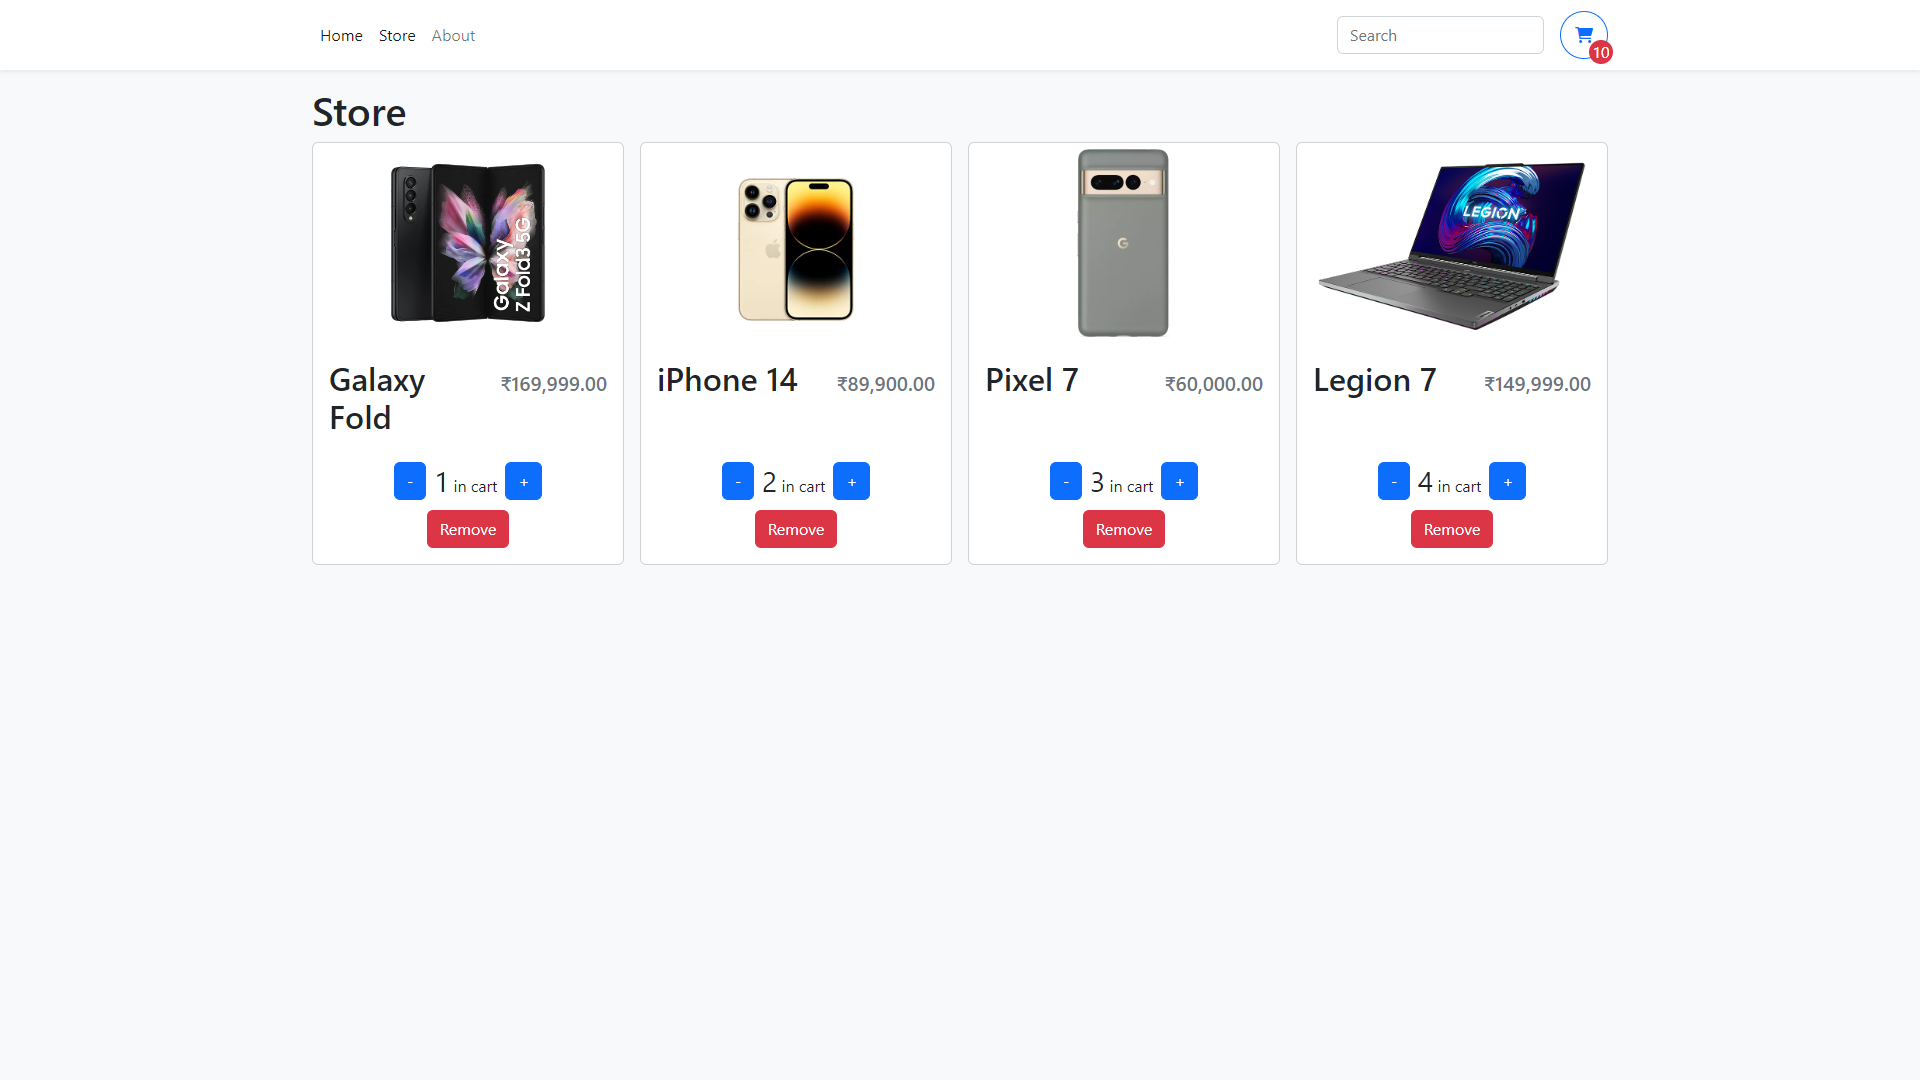 Home Store About
Search
10
Store
Galaxy
Z Fold3 5G
LEGION
G
Galaxy Fold
₹169,999.00
- 1 in cart +
Remove
iPhone 14
₹89,900.00
- 2 in cart +
Remove
Pixel 7
₹60,000.00
- 3 in cart +
Remove
Legion 7
₹149,999.00
- 4 in cart +
Remove